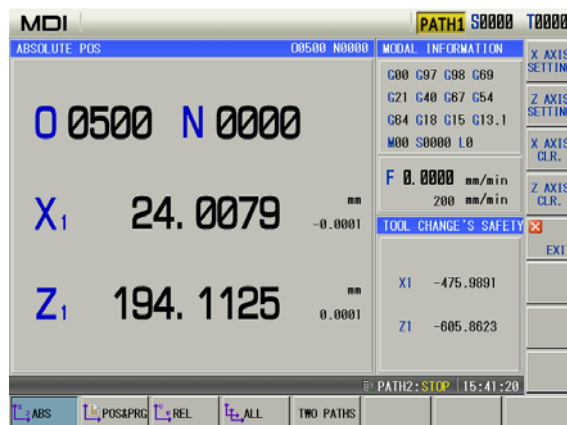 MDI PATH1 S0000 T0000
ABSOLUTE POS O0500 N0000
O 0500 N 0000
X1 24.0079 mm -0.0001
Z1 194.1125 mm 0.0001
MODAL INFORMATION
G00 G97 G98 G69
G21 G40 G67 G54
G64 G18 G15 G13.1
M00 S0000 L0
F 0.0000 mm/min
200 mm/min
TOOL CHANGE'S SAFETY
X1 -475.9891
Z1 -605.8623
X AXIS
SETTIN
Z AXIS
SETTIN
X AXIS
CLR.
Z AXIS
CLR.
EXI
PATH2:STOP 15:41:20
ABS POS&PRG REL ALL TWO PATHS